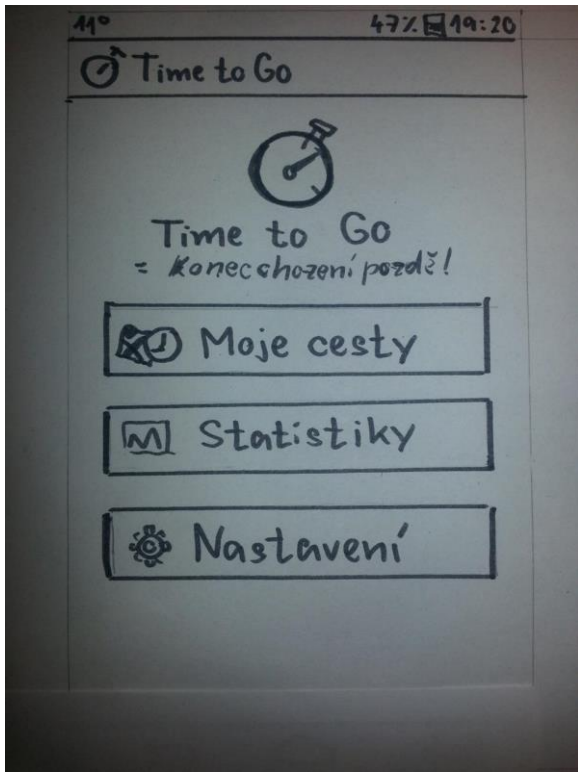 11° 47% 19:20
Time to Go
Time to Go
= Konec chození pozdě!
Moje cesty
Statistiky
Nastavení